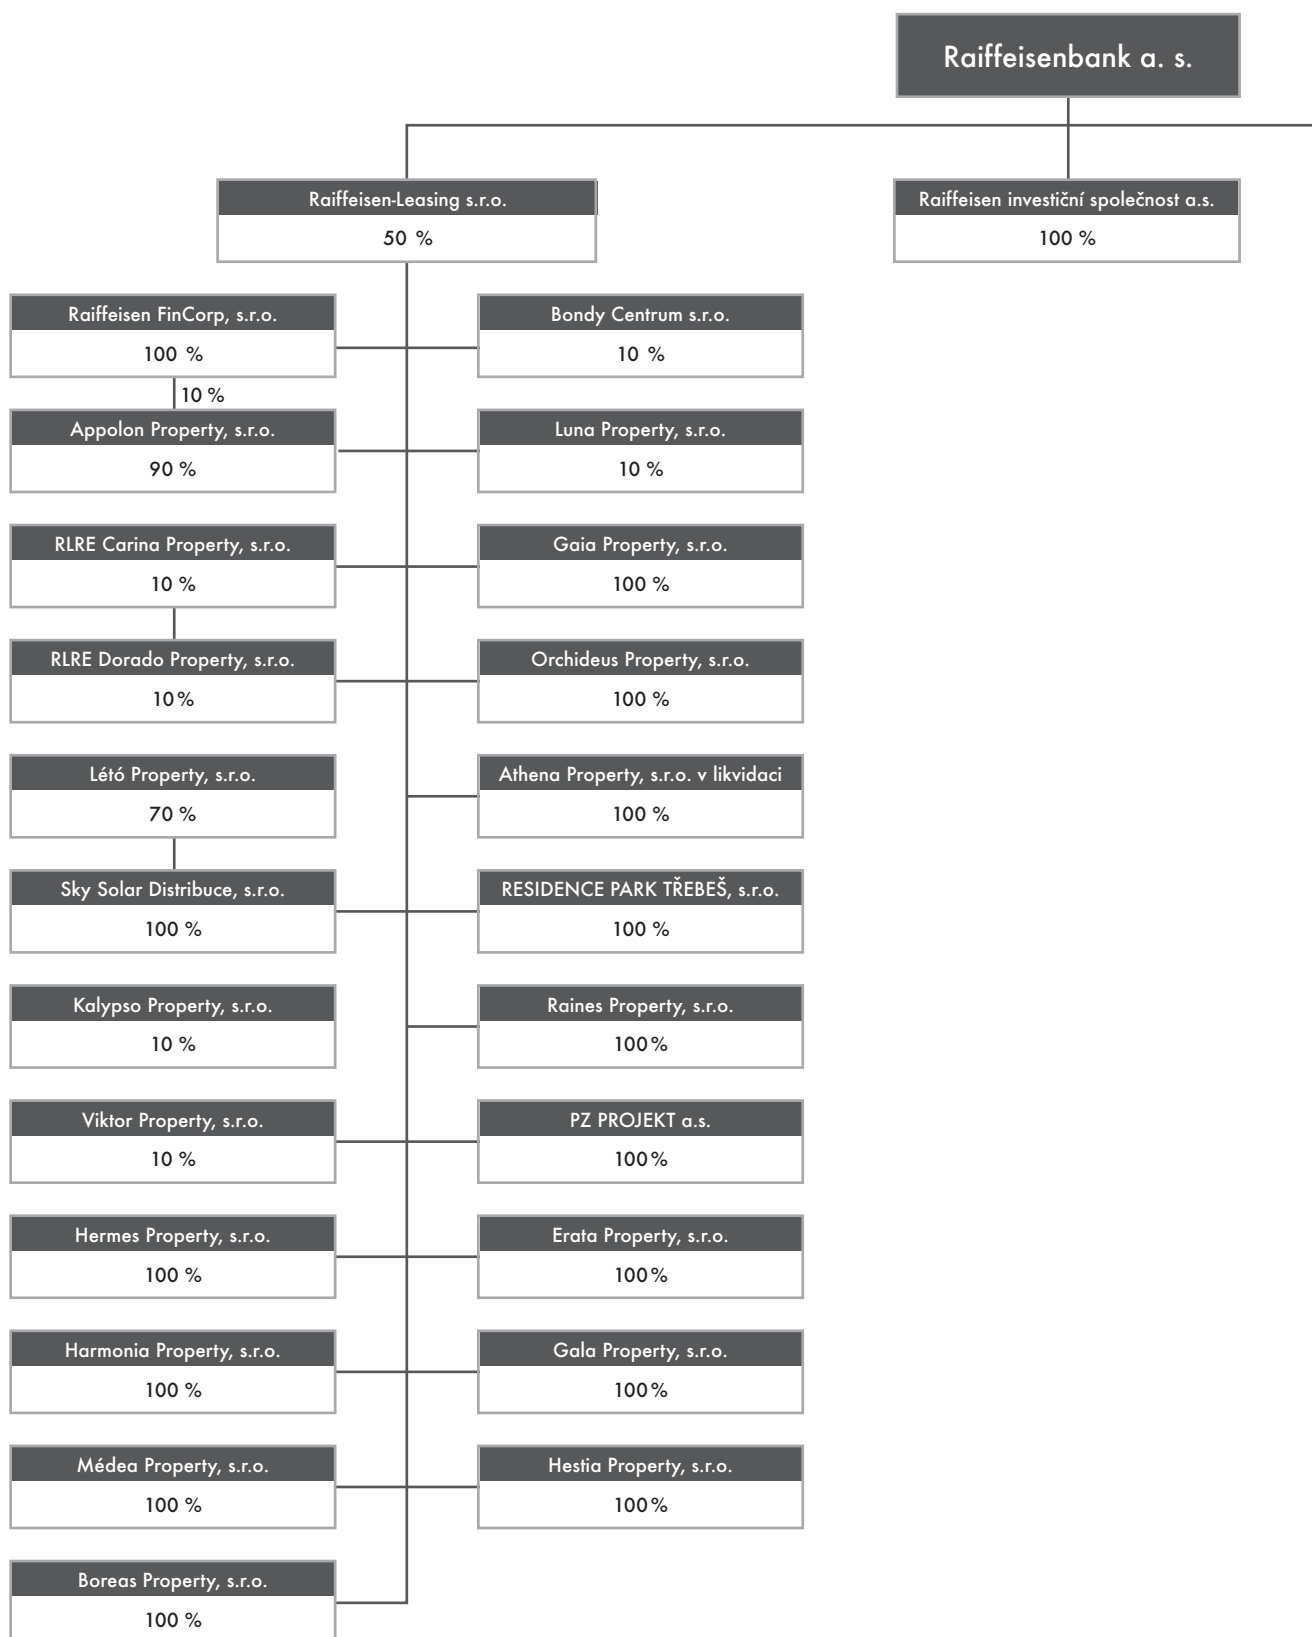 Raiffeisenbank a. s.
Raiffeisen-Leasing s.r.o.
50 %
Raiffeisen investiční společnost a.s.
100 %
Raiffeisen FinCorp, s.r.o.
100 %
Bondy Centrum s.r.o.
10 %
10 %
Appolon Property, s.r.o.
90 %
Luna Property, s.r.o.
10 %
RLRE Carina Property, s.r.o.
10 %
Gaia Property, s.r.o.
100 %
RLRE Dorado Property, s.r.o.
10 %
Orchideus Property, s.r.o.
100 %
Létó Property, s.r.o.
70 %
Athena Property, s.r.o. v likvidaci
100 %
Sky Solar Distribuce, s.r.o.
100 %
RESIDENCE PARK TŘEBEŠ, s.r.o.
100 %
Kalypso Property, s.r.o.
10 %
Raines Property, s.r.o.
100 %
Viktor Property, s.r.o.
10 %
PZ PROJEKT a.s.
100 %
Hermes Property, s.r.o.
100 %
Erata Property, s.r.o.
100 %
Harmonia Property, s.r.o.
100 %
Gala Property, s.r.o.
100 %
Médea Property, s.r.o.
100 %
Hestia Property, s.r.o.
100 %
Boreas Property, s.r.o.
100 %